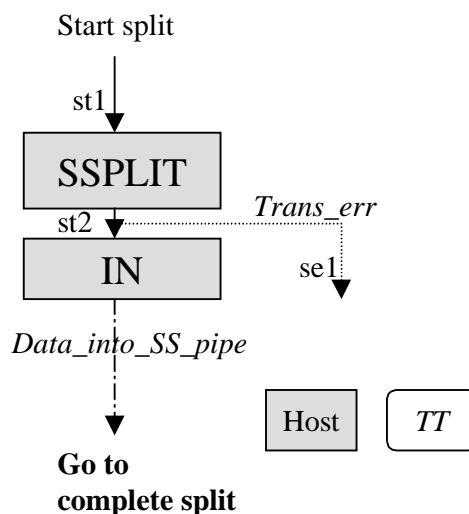 Start split
st1
SSPLIT
Trans_err
st2
se1
IN
Data_into_SS_pipe
Host
TT
Go to
complete split